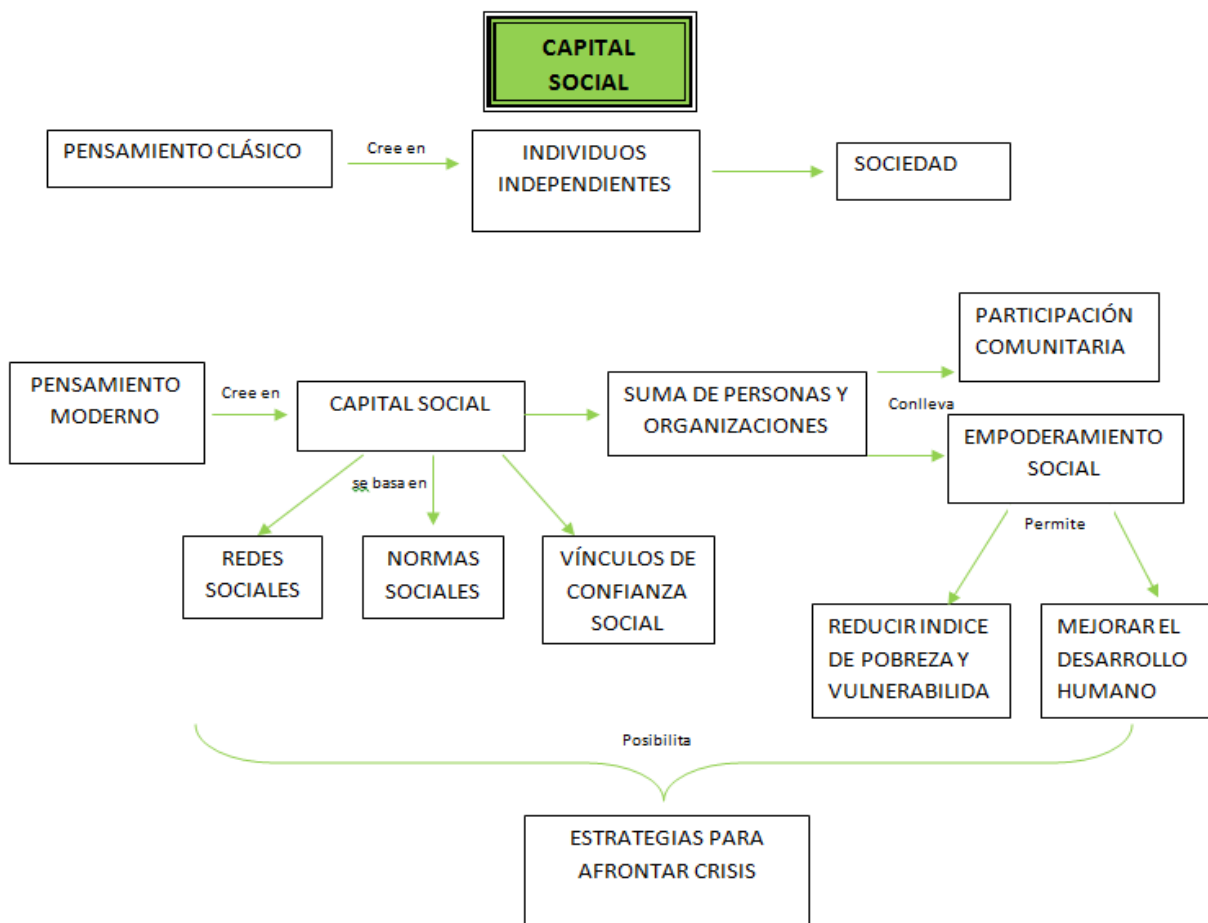 CAPITAL
SOCIAL
PENSAMIENTO CLÁSICO
Cree en
INDIVIDUOS
INDEPENDIENTES
SOCIEDAD
PARTICIPACIÓN
COMUNITARIA
PENSAMIENTO
MODERNO
Cree en
CAPITAL SOCIAL
SUMA DE PERSONAS Y
ORGANIZACIONES
Conlleva
EMPODERAMIENTO
SOCIAL
se basa en
Permite
REDES
SOCIALES
NORMAS
SOCIALES
VÍNCULOS DE
CONFIANZA
SOCIAL
REDUCIR INDICE
DE POBREZA Y
VULNERABILIDA
MEJORAR EL
DESARROLLO
HUMANO
Posibilita
ESTRATEGIAS PARA
AFRONTAR CRISIS